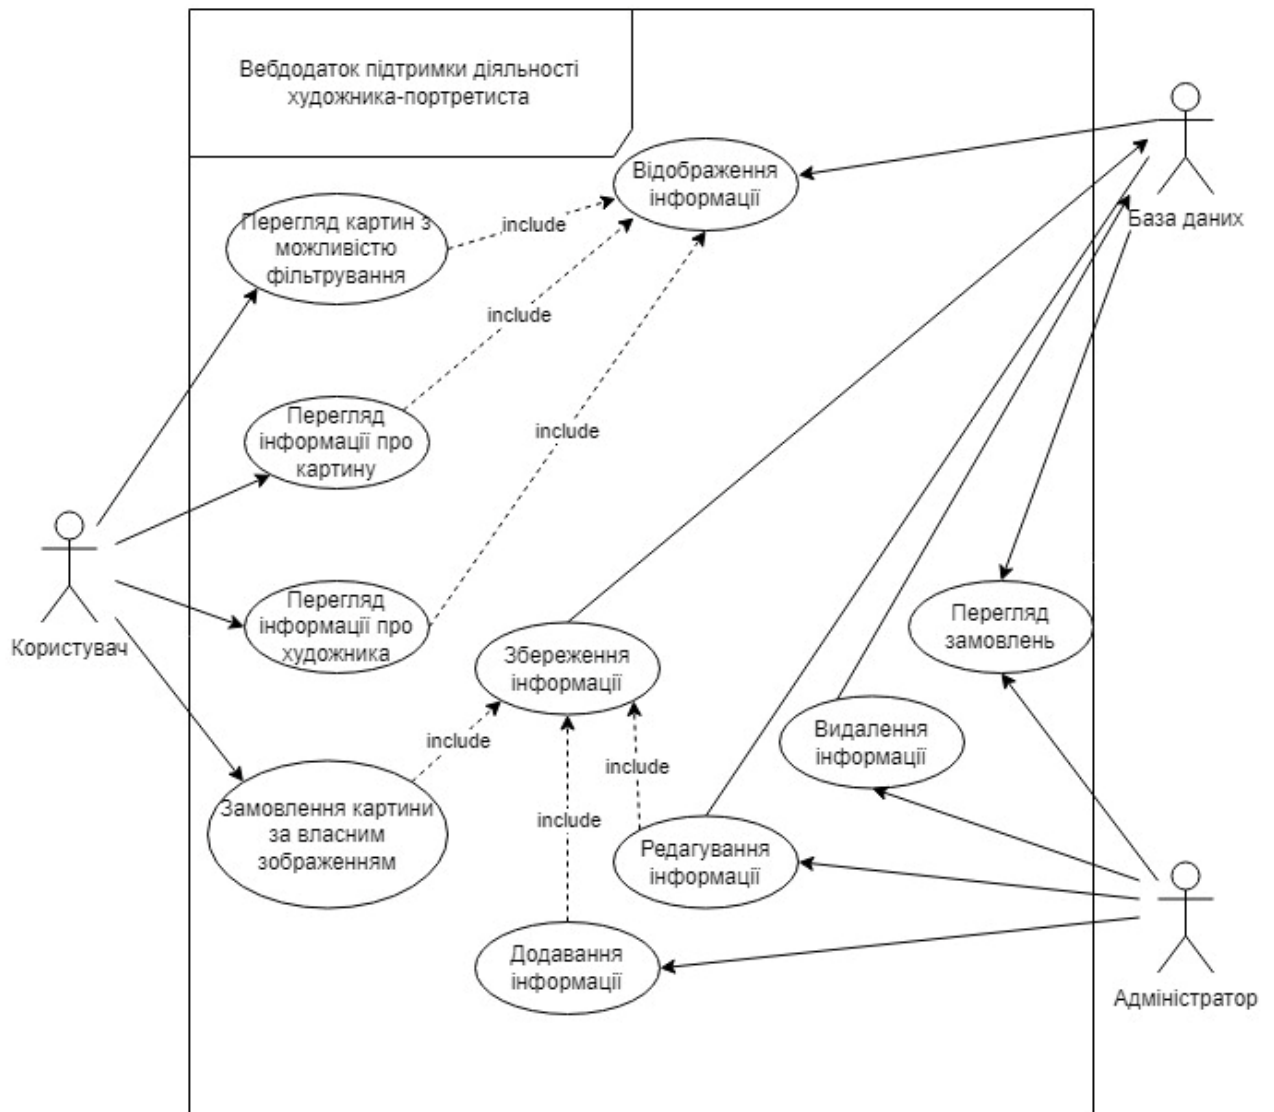 Вебдодаток підтримки діяльності
художника-портретиста
Відображення
інформації
База даних
Перегляд картин з
можливістю
фільтрування
include
include
Перегляд
інформації про
картину
include
Користувач
Перегляд
інформації про
художника
Перегляд
замовлень
Збереження
інформації
Видалення
інформації
include
include
include
Замовлення картини
за власним
зображенням
Редагування
інформації
Додавання
інформації
Адміністратор